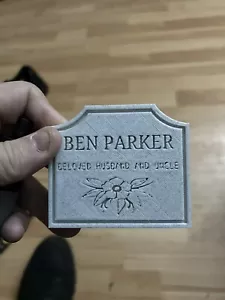 BEN PARKER
BELOVED HUSBAND AND UNCLE